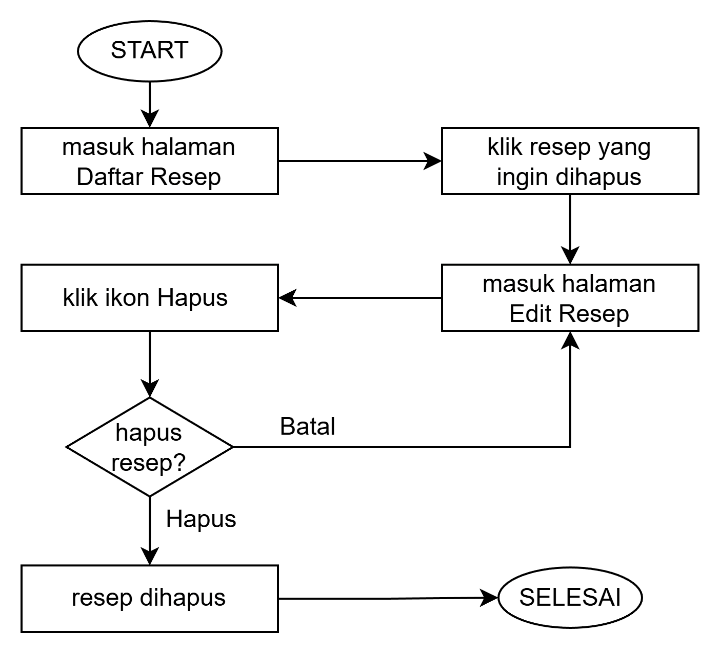 START
masuk halaman
Daftar Resep
klik resep yang
ingin dihapus
masuk halaman
Edit Resep
klik ikon Hapus
hapus
resep?
Batal
Hapus
resep dihapus
SELESAI